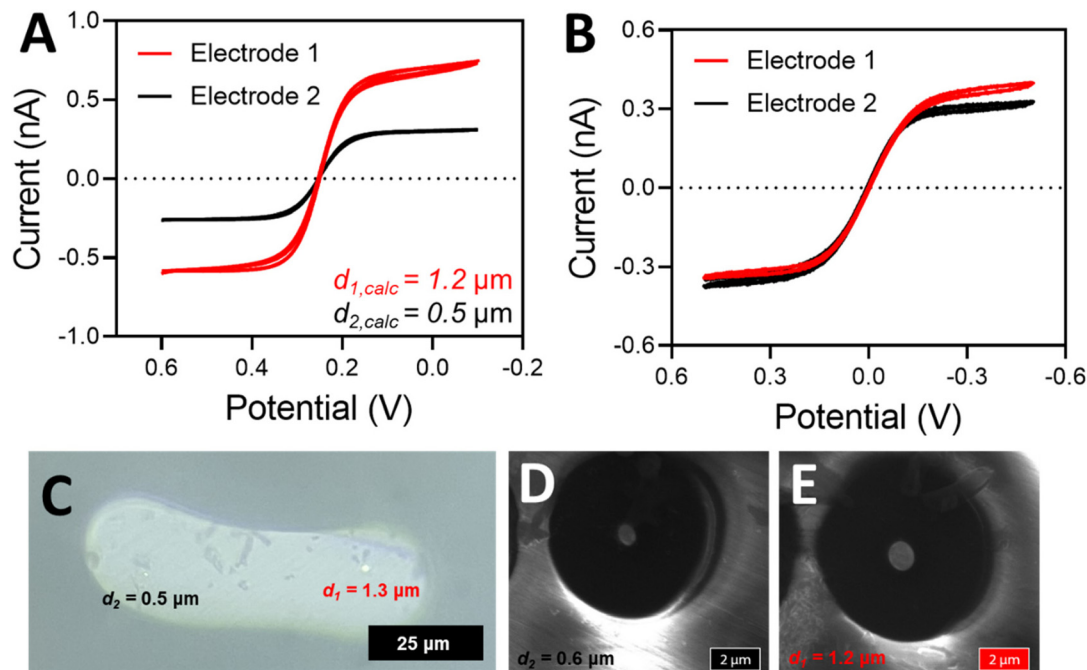 A
Current (nA)
1.0
0.5
0.0
-0.5
-1.0
Electrode 1
Electrode 2
d1,calc = 1.2 µm
d2,calc = 0.5 µm
0.6 0.4 0.2 0.0 -0.2
Potential (V)
B
Current (nA)
0.6
0.3
0.0
-0.3
-0.6
Electrode 1
Electrode 2
0.6 0.3 0.0 -0.3 -0.6
Potential (V)
C
d2 = 0.5 µm
d1 = 1.3 µm
25 µm
D
d2 = 0.6 µm
2 µm
E
d1 = 1.2 µm
2 µm